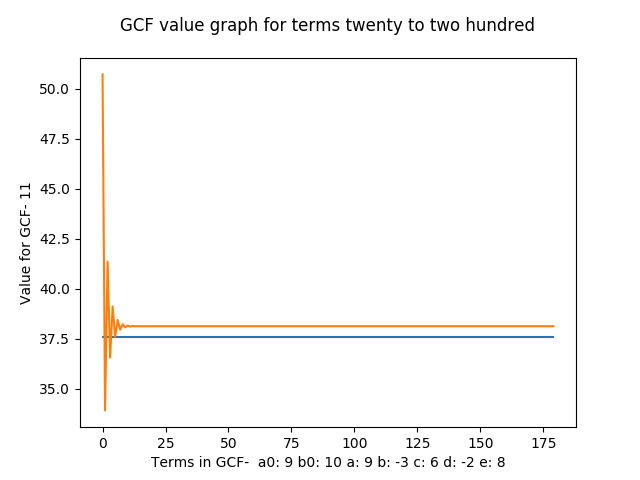 GCF value graph for terms twenty to two hundred
50.0
47.5
45.0
42.5
40.0
37.5
35.0
Value for GCF- 11
0 25 50 75 100 125 150 175
Terms in GCF-  a0: 9 b0: 10 a: 9 b: -3 c: 6 d: -2 e: 8